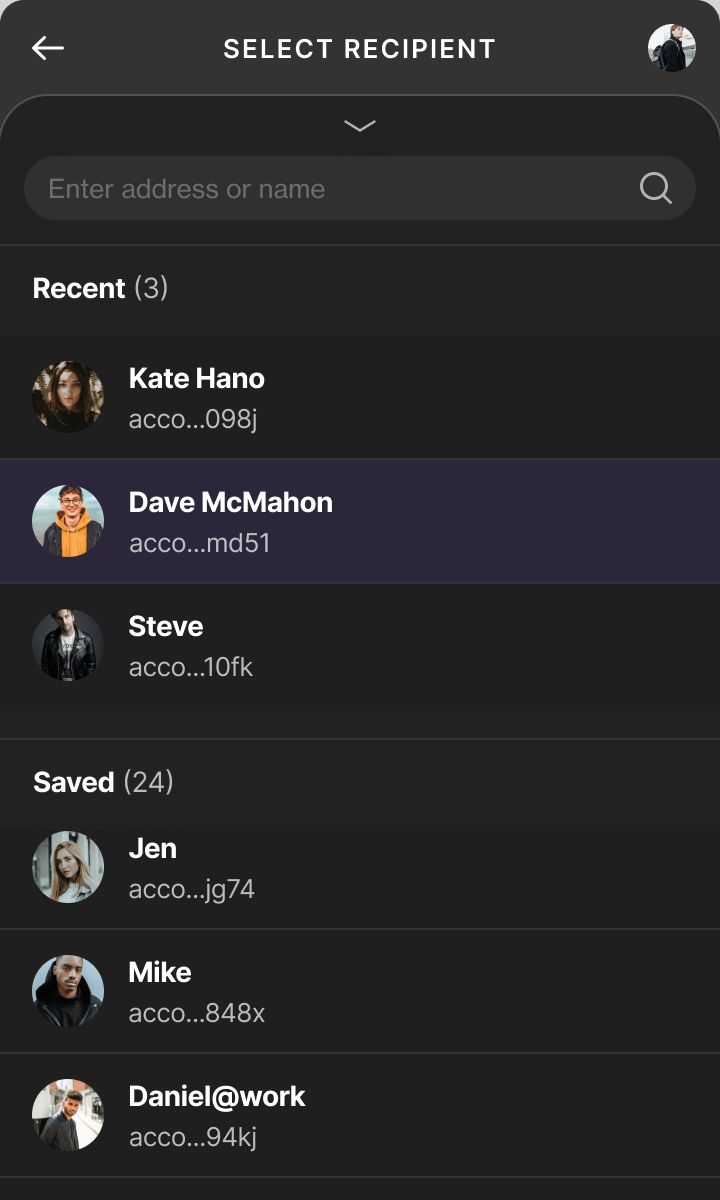 SELECT RECIPIENT
Enter address or name
Recent (3)
Kate Hano
acco...098j
Dave McMahon
acco...md51
Steve
acco...10fk
Saved (24)
Jen
acco...jg74
Mike
acco...848x
Daniel@work
acco...94kj